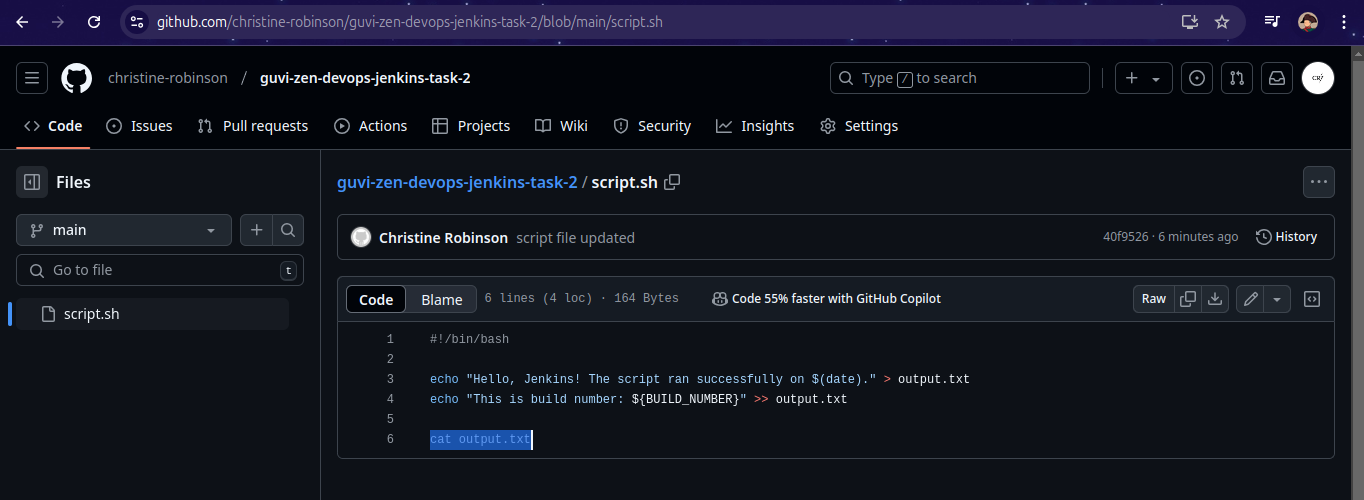 github.com/christine-robinson/guvi-zen-devops-jenkins-task-2/blob/main/script.sh
christine-robinson / guvi-zen-devops-jenkins-task-2
Type / to search
CR/
Code Issues Pull requests Actions Projects Wiki Security Insights Settings
Files
guvi-zen-devops-jenkins-task-2 / script.sh
main
Christine Robinson script file updated 40f9526 · 6 minutes ago History
Go to file t
Code Blame 6 lines (4 loc) · 164 Bytes Code 55% faster with GitHub Copilot Raw
script.sh
1 #!/bin/bash
2
3 echo "Hello, Jenkins! The script ran successfully on $(date)." > output.txt
4 echo "This is build number: ${BUILD_NUMBER}" >> output.txt
5
6 cat output.txt